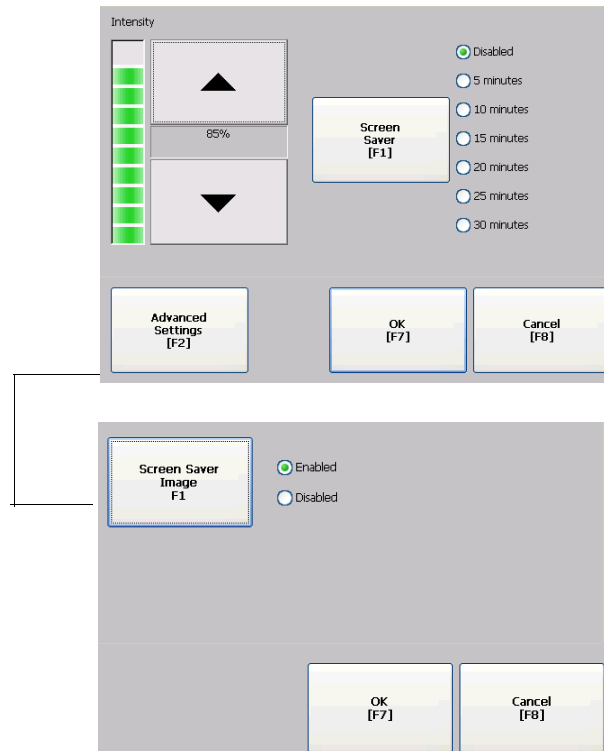 Intensity
85%
Screen
Saver
[F1]
Disabled
5 minutes
10 minutes
15 minutes
20 minutes
25 minutes
30 minutes
Advanced
Settings
[F2]
OK
[F7]
Cancel
[F8]
Screen Saver
Image
F1
Enabled
Disabled
OK
[F7]
Cancel
[F8]